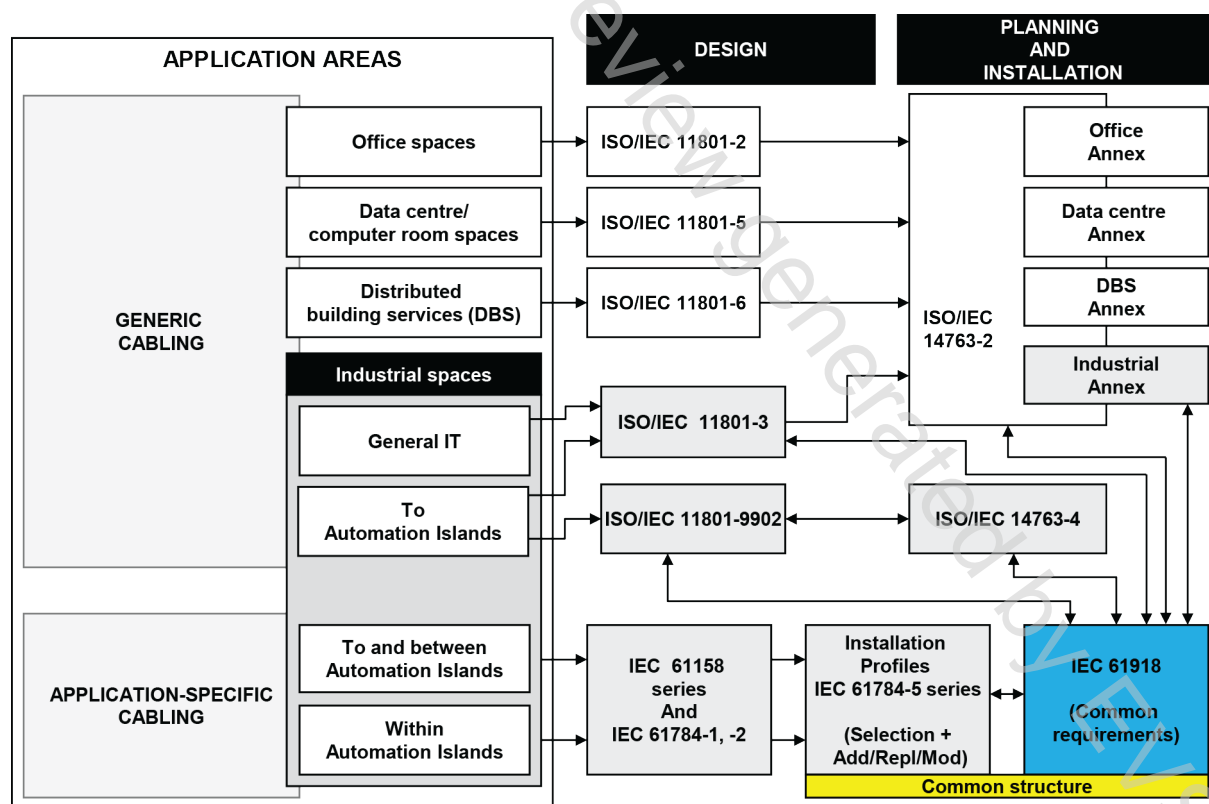 APPLICATION AREAS
DESIGN
PLANNING
AND
INSTALLATION
GENERIC
CABLING
Office spaces
ISO/IEC 11801-2
Office
Annex
Data centre/
computer room spaces
ISO/IEC 11801-5
Data centre
Annex
Distributed
building services (DBS)
ISO/IEC 11801-6
DBS
Annex
ISO/IEC
14763-2
Industrial spaces
Industrial
Annex
General IT
ISO/IEC 11801-3
To
Automation Islands
ISO/IEC 11801-9902
ISO/IEC 14763-4
APPLICATION-SPECIFIC
CABLING
To and between
Automation Islands
Within
Automation Islands
IEC 61158
series
And
IEC 61784-1, -2
Installation
Profiles
IEC 61784-5 series
(Selection +
Add/Repl/Mod)
IEC 61918
(Common
requirements)
Common structure
eview generated by EV